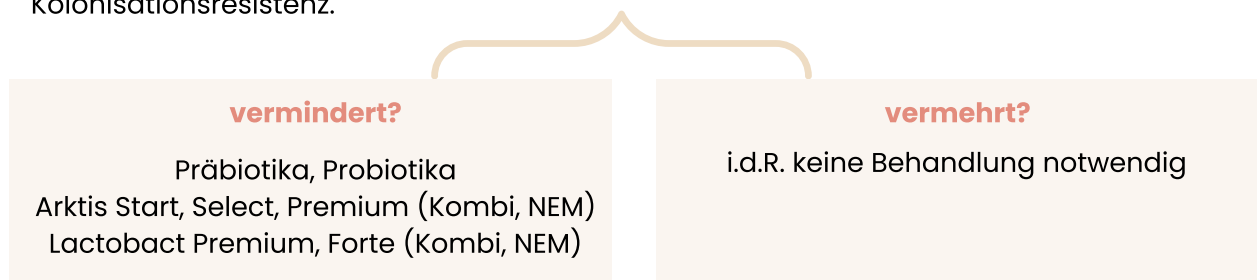 Kolonisationsresistenz.
vermindert?
Präbiotika, Probiotika
Arktis Start, Select, Premium (Kombi, NEM)
Lactobact Premium, Forte (Kombi, NEM)
vermehrt?
i.d.R. keine Behandlung notwendig